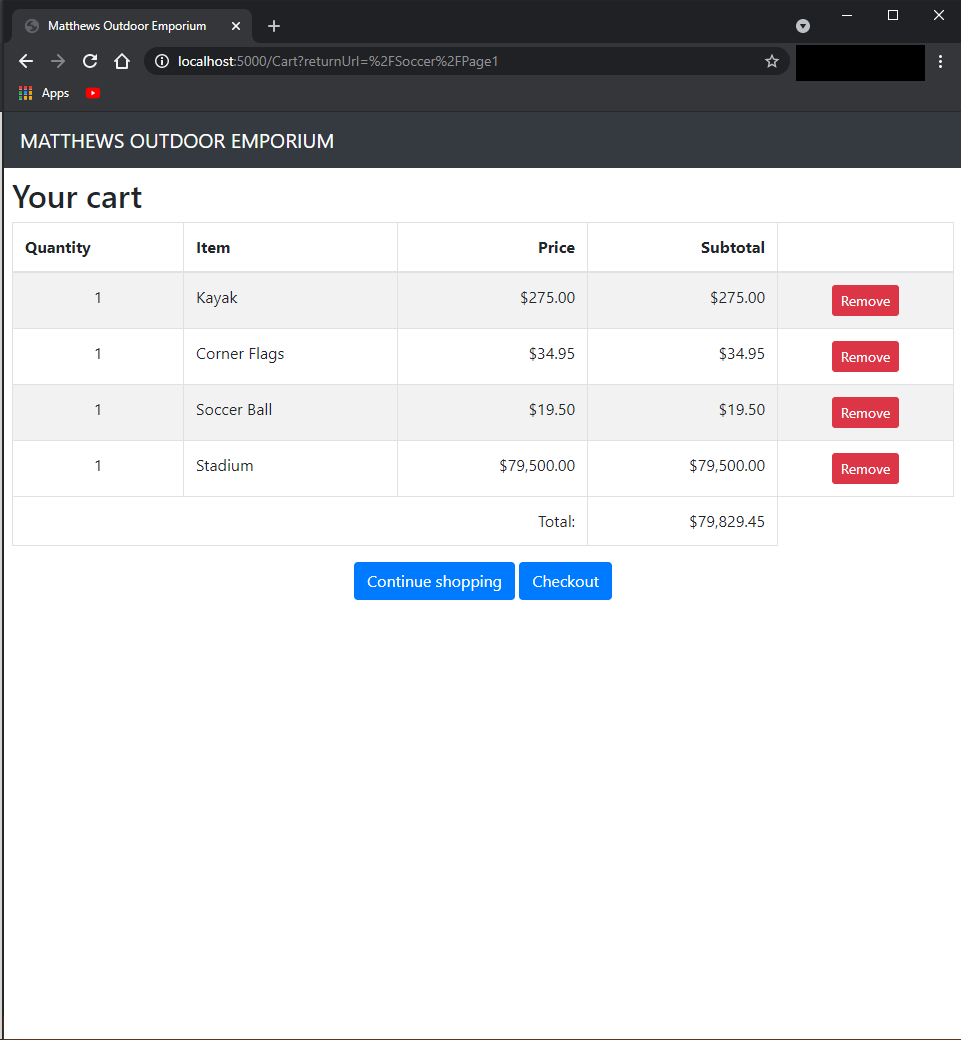 Matthews Outdoor Emporium
localhost:5000/Cart?returnUrl=%2FSoccer%2FPage1
Apps
MATTHEWS OUTDOOR EMPORIUM
Your cart
Quantity Item Price Subtotal
1 Kayak $275.00 $275.00 Remove
1 Corner Flags $34.95 $34.95 Remove
1 Soccer Ball $19.50 $19.50 Remove
1 Stadium $79,500.00 $79,500.00 Remove
Total: $79,829.45
Continue shopping Checkout